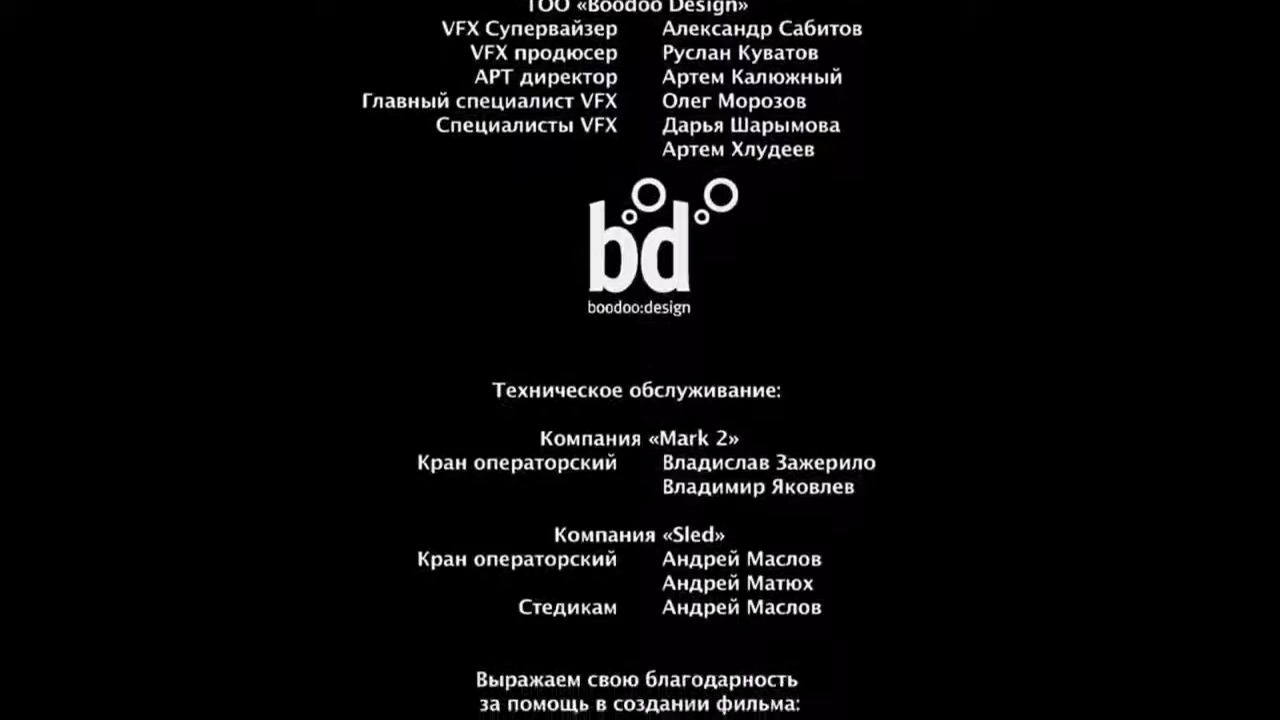 ТОО «Boodoo Design»
VFX Супервайзер Александр Сабитов
VFX продюсер Руслан Куватов
АРТ директор Артем Калюжный
Главный специалист VFX Олег Морозов
Специалисты VFX Дарья Шарымова
Артем Хлудеев
bd
boodoo:design
Техническое обслуживание:
Компания «Mark 2»
Кран операторский Владислав Зажерило
Владимир Яковлев
Компания «Sled»
Кран операторский Андрей Маслов
Андрей Матюх
Стедикам Андрей Маслов
Выражаем свою благодарность
за помощь в создании фильма: